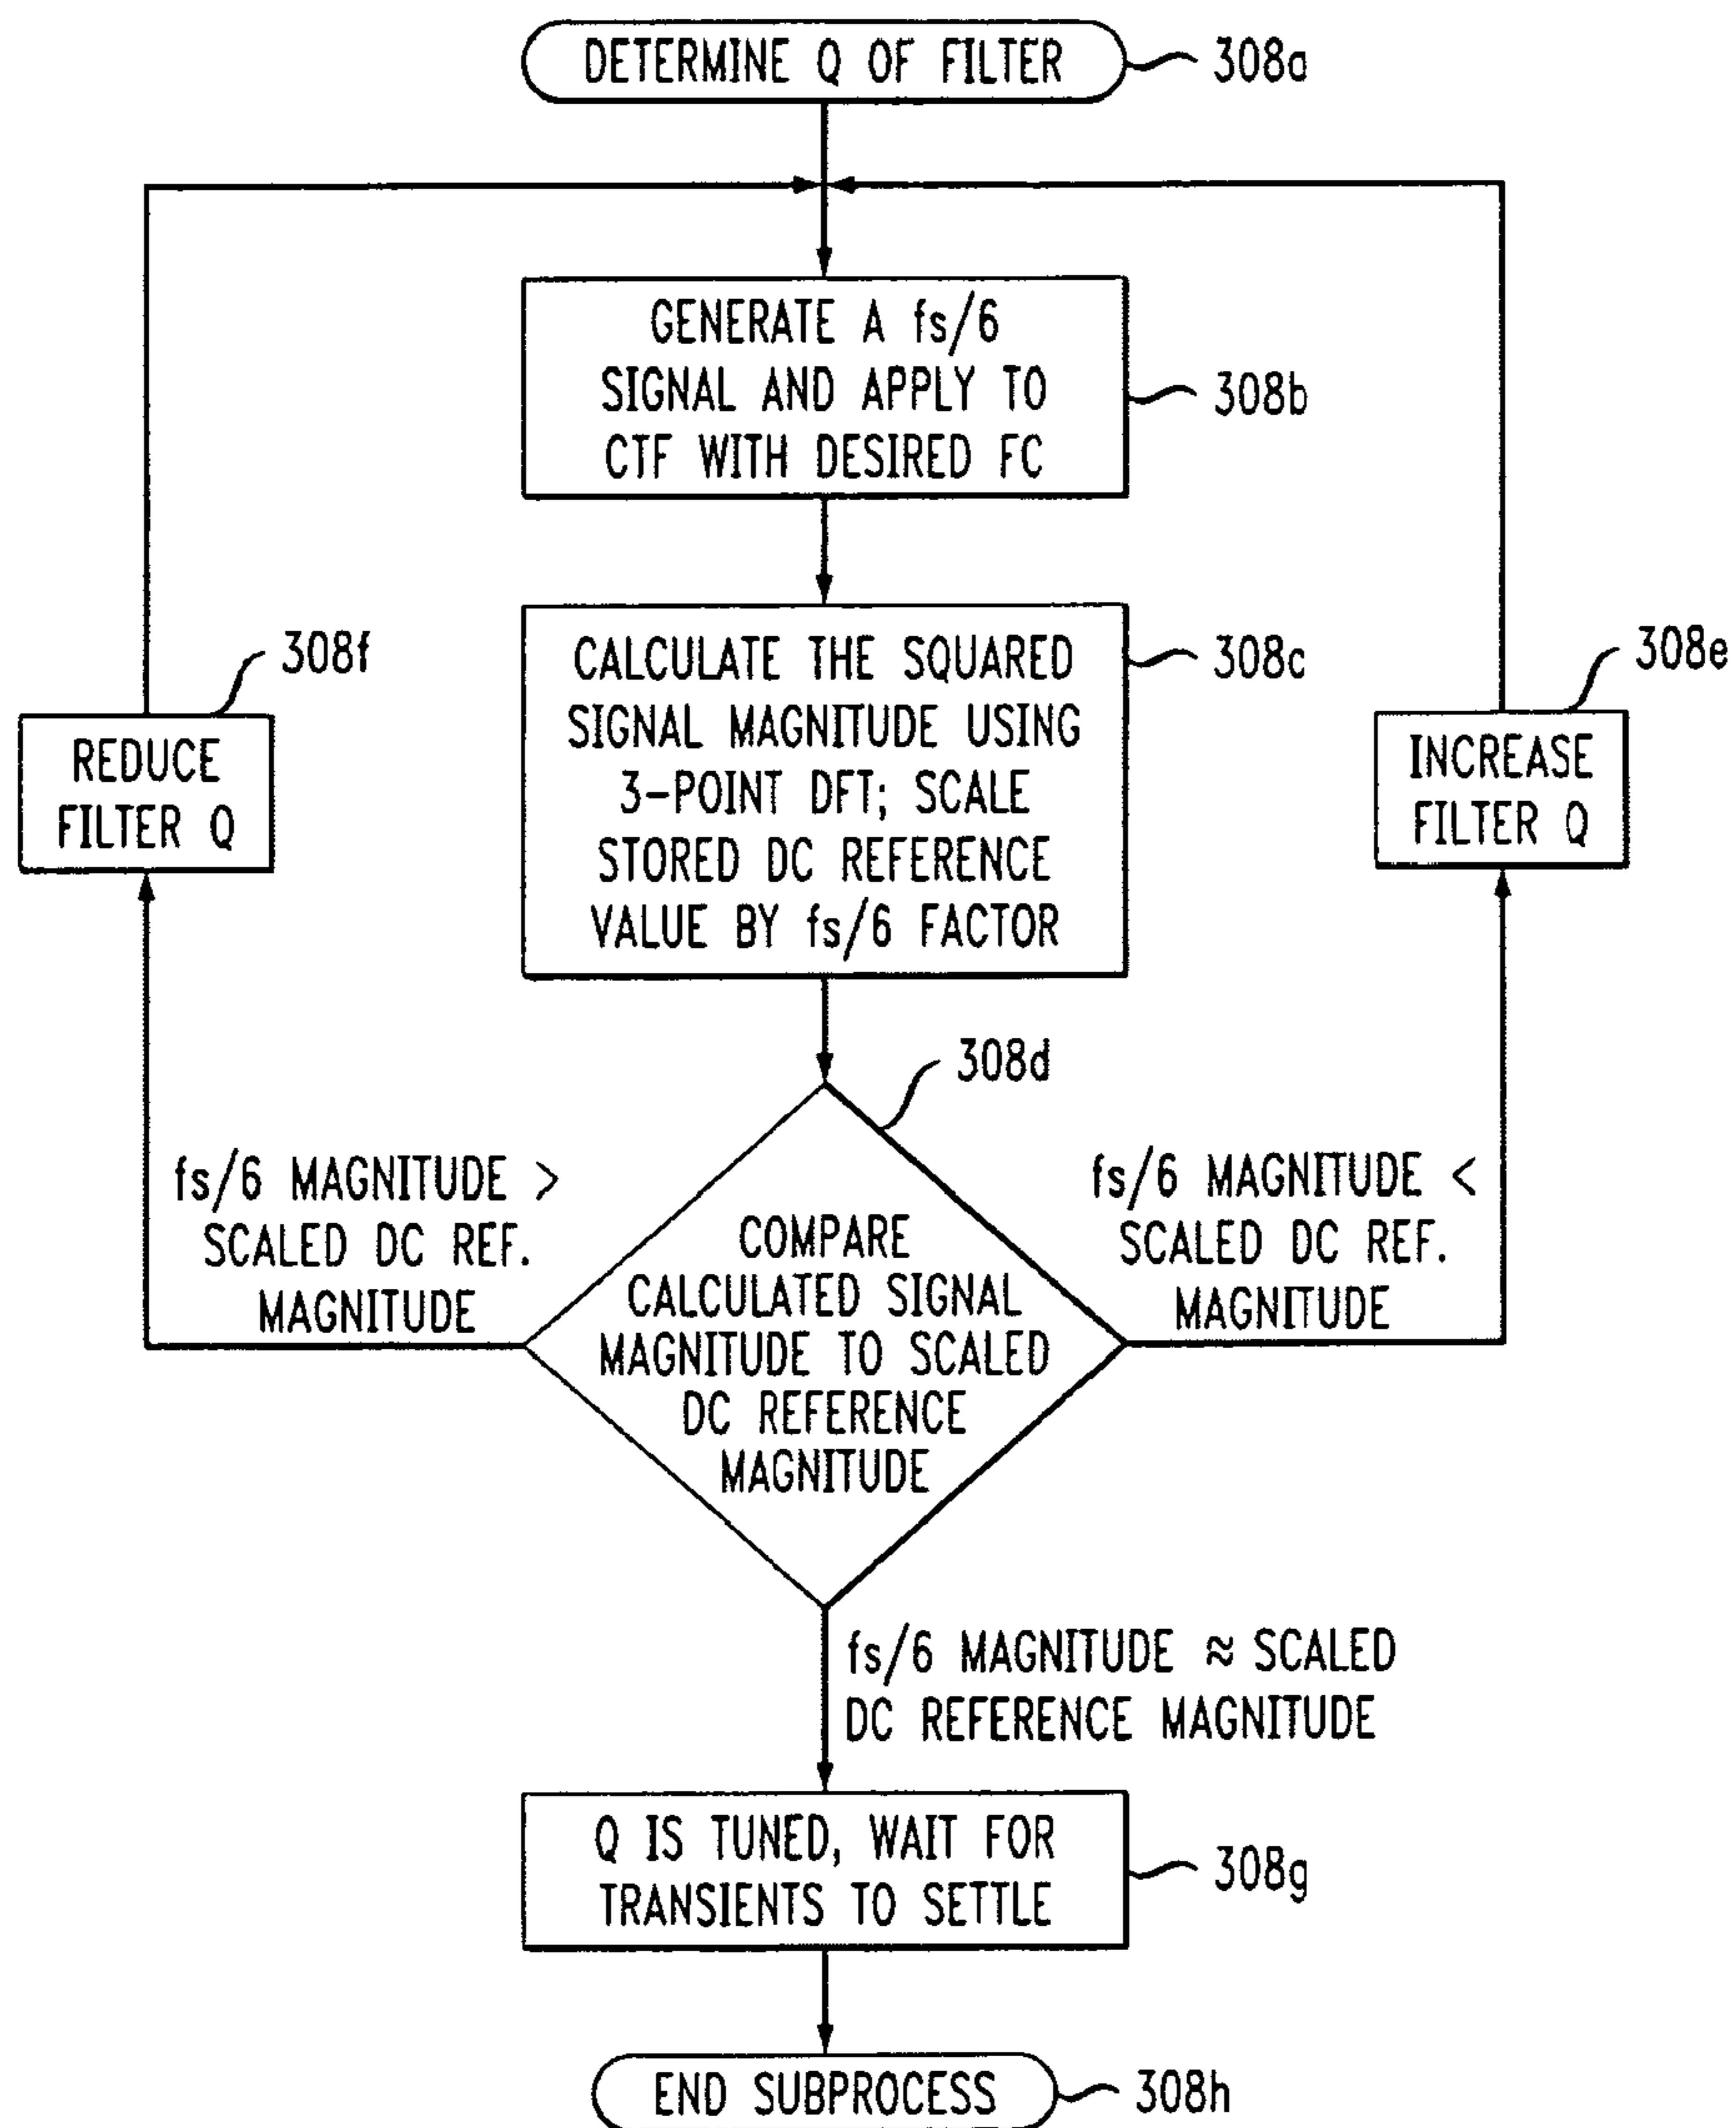 DETERMINE Q OF FILTER
308a
GENERATE A fs/6
SIGNAL AND APPLY TO
CTF WITH DESIRED FC
308b
CALCULATE THE SQUARED
SIGNAL MAGNITUDE USING
3-POINT DFT; SCALE
STORED DC REFERENCE
VALUE BY fs/6 FACTOR
308c
308f
REDUCE
FILTER Q
308e
INCREASE
FILTER Q
308d
fs/6 MAGNITUDE >
SCALED DC REF.
MAGNITUDE
COMPARE
CALCULATED SIGNAL
MAGNITUDE TO SCALED
DC REFERENCE
MAGNITUDE
fs/6 MAGNITUDE <
SCALED DC REF.
MAGNITUDE
fs/6 MAGNITUDE ≈ SCALED
DC REFERENCE MAGNITUDE
Q IS TUNED, WAIT FOR
TRANSIENTS TO SETTLE
308g
END SUBPROCESS
308h